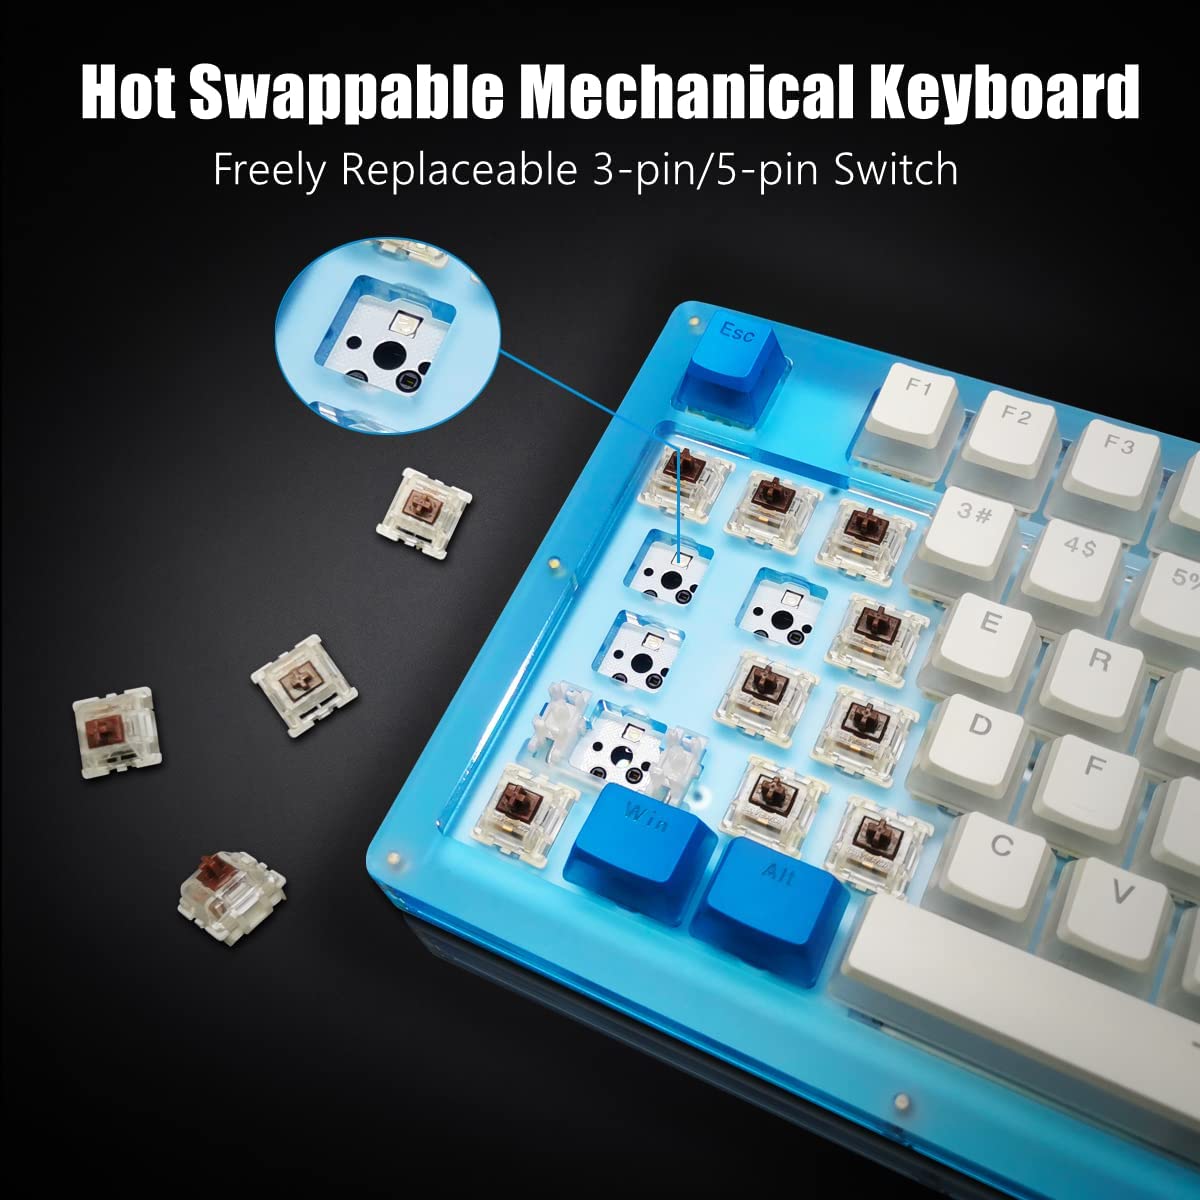 Hot Swappable Mechanical Keyboard
Freely Replaceable 3-pin/5-pin Switch
Esc
F1
F2
F3
3#
4$
5%
E
R
D
F
C
V
Win
Alt